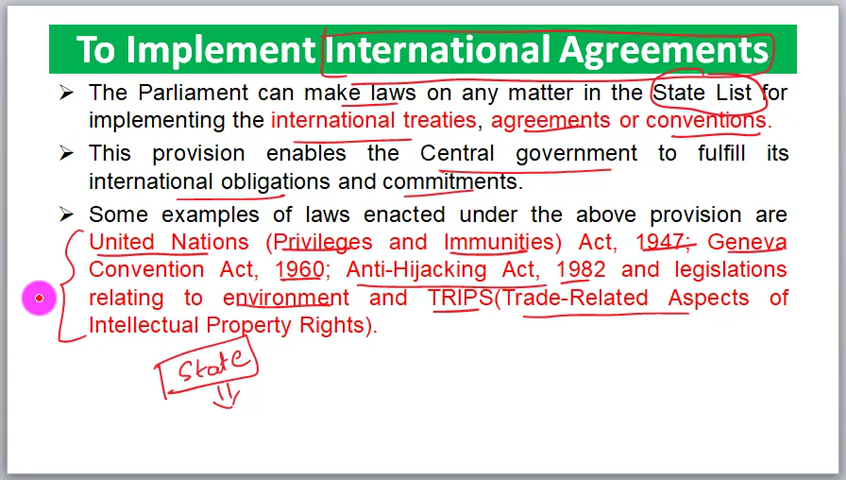 To Implement International Agreements
➢ The Parliament can make laws on any matter in the State List for
implementing the international treaties, agreements or conventions.
➢ This provision enables the Central government to fulfill its
international obligations and commitments.
➢ Some examples of laws enacted under the above provision are
United Nations (Privileges and Immunities) Act, 1947; Geneva
Convention Act, 1960; Anti-Hijacking Act, 1982 and legislations
relating to environment and TRIPS(Trade-Related Aspects of
Intellectual Property Rights).
State